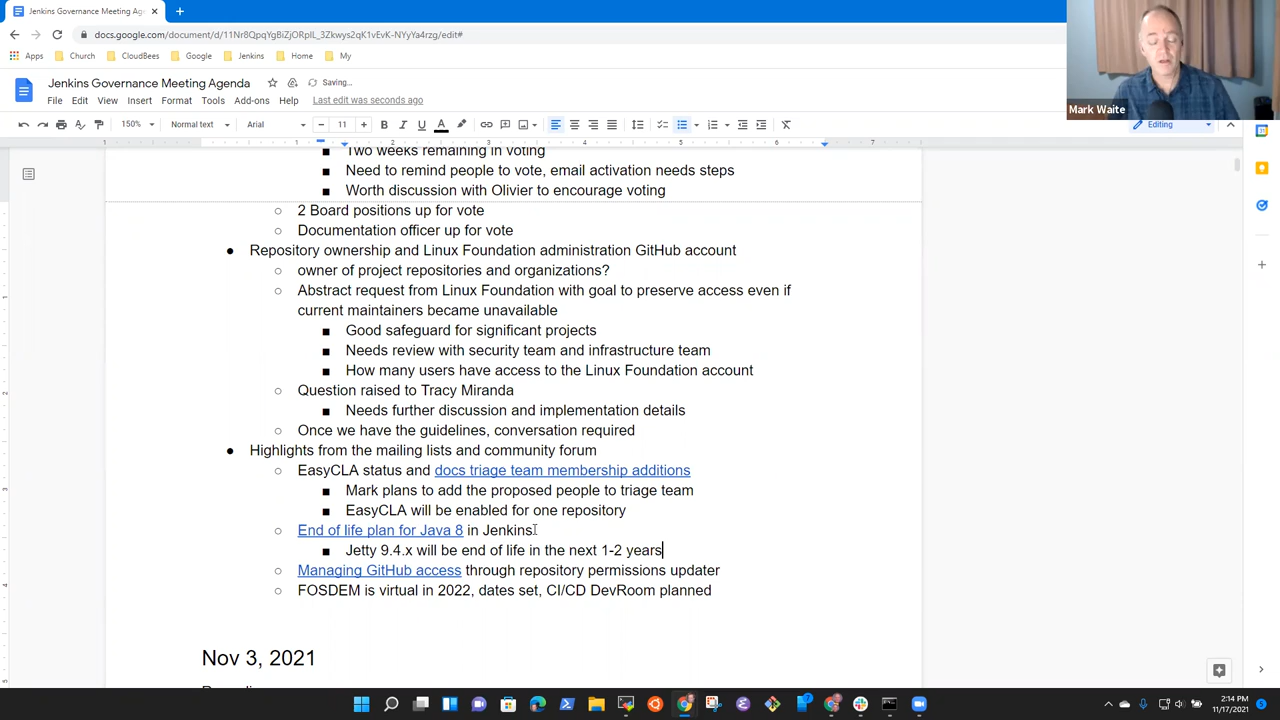 Jenkins Governance Meeting Ag
docs.google.com/document/d/11Nr8QpqYgBiZjORpIL_3Zkwys2qK1vEvK-NYyYa4rzg/edit#
Apps Church CloudBees Google Jenkins Home My
Jenkins Governance Meeting Agenda Saving...
File Edit View Insert Format Tools Add-ons Help Last edit was seconds ago
Mark Waite
150% Normal text Arial 11 Editing
1 1 2 3 4 5 6 7
Two weeks remaining in voting
Need to remind people to vote, email activation needs steps
Worth discussion with Olivier to encourage voting
2 Board positions up for vote
Documentation officer up for vote
Repository ownership and Linux Foundation administration GitHub account
owner of project repositories and organizations?
Abstract request from Linux Foundation with goal to preserve access even if
current maintainers became unavailable
Good safeguard for significant projects
Needs review with security team and infrastructure team
How many users have access to the Linux Foundation account
Question raised to Tracy Miranda
Needs further discussion and implementation details
Once we have the guidelines, conversation required
Highlights from the mailing lists and community forum
EasyCLA status and docs triage team membership additions
Mark plans to add the proposed people to triage team
EasyCLA will be enabled for one repository
End of life plan for Java 8 in Jenkins
Jetty 9.4.x will be end of life in the next 1-2 years
Managing GitHub access through repository permissions updater
FOSDEM is virtual in 2022, dates set, CI/CD DevRoom planned
Nov 3, 2021
2:14 PM
11/17/2021